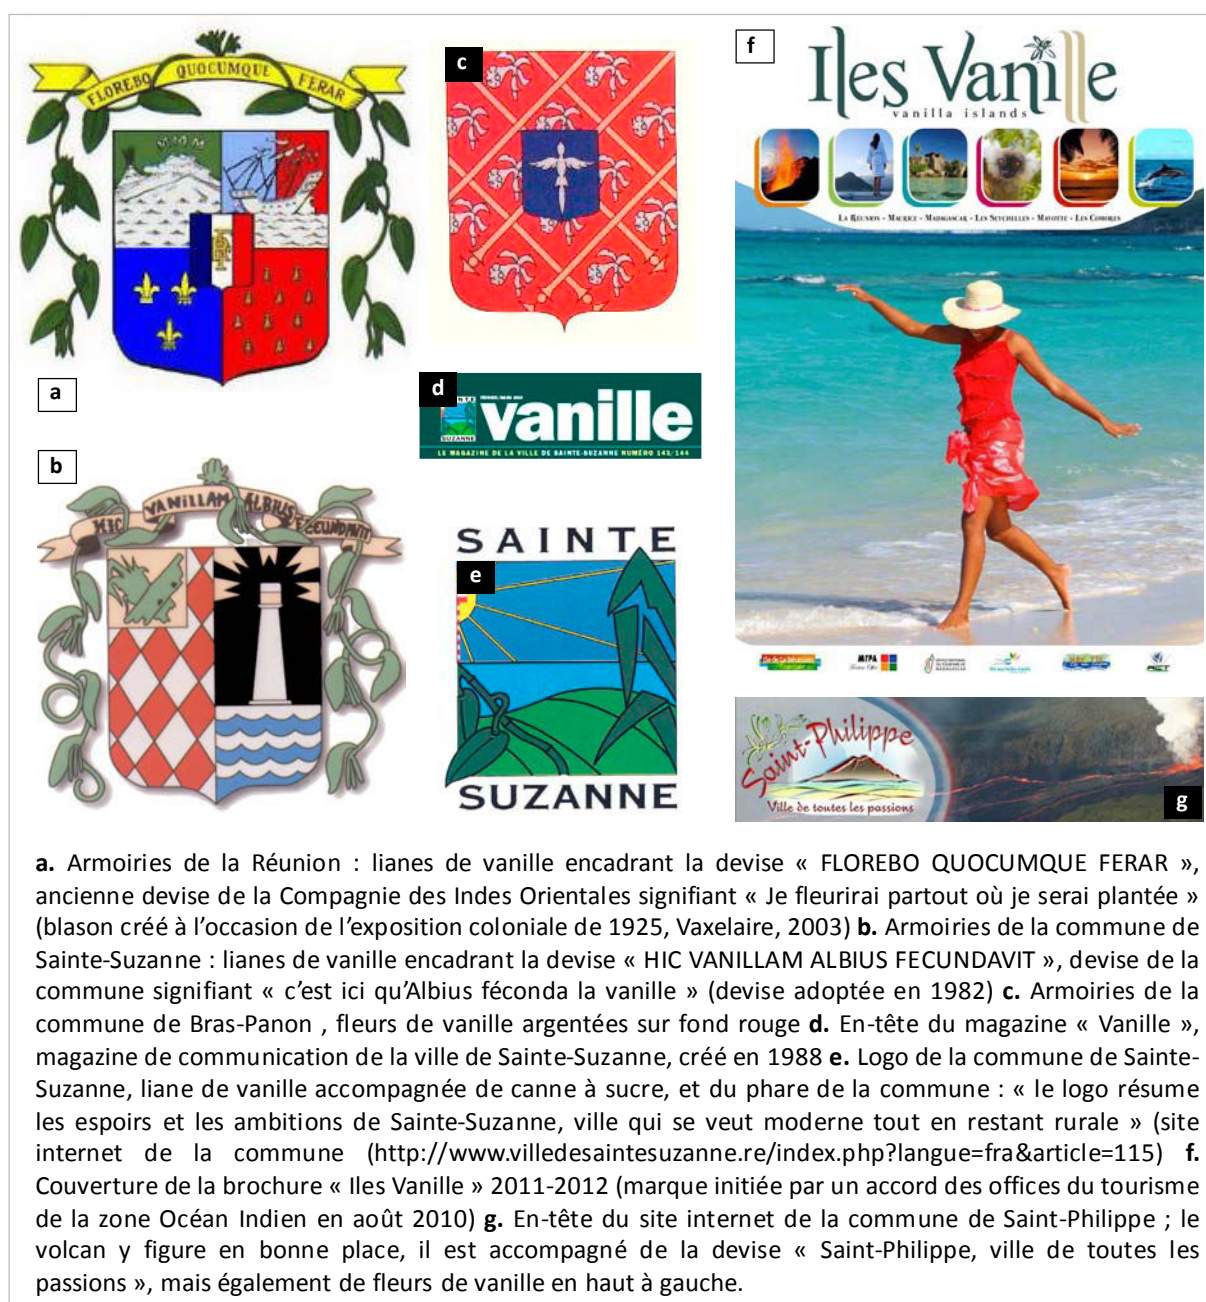 FLOREBO QUOCUMQUE FERAR
a
c
d
SAINTE
SUZANNE
vanille
LE MAGAZINE DE LA VILLE DE SAINTE-SUZANNE NUMÉRO 143/144
b
HIC VANILLAM ALBIUS FECUNDAVIT
SAINTE
e
SUZANNE
f
Iles Vanille
vanilla islands
LA RÉUNION - MAURICE - MADAGASCAR - LES SEYCHELLES - MAYOTTE - LES COMORES
Saint-Philippe
Ville de toutes les passions
g
a. Armoiries de la Réunion : lianes de vanille encadrant la devise « FLOREBO QUOCUMQUE FERAR »,
ancienne devise de la Compagnie des Indes Orientales signifiant « Je fleurirai partout où je serai plantée »
(blason créé à l’occasion de l’exposition coloniale de 1925, Vaxelaire, 2003) b. Armoiries de la commune de
Sainte-Suzanne : lianes de vanille encadrant la devise « HIC VANILLAM ALBIUS FECUNDAVIT », devise de la
commune signifiant « c’est ici qu’Albius féconda la vanille » (devise adoptée en 1982) c. Armoiries de la
commune de Bras-Panon , fleurs de vanille argentées sur fond rouge d. En-tête du magazine « Vanille »,
magazine de communication de la ville de Sainte-Suzanne, créé en 1988 e. Logo de la commune de Sainte-
Suzanne, liane de vanille accompagnée de canne à sucre, et du phare de la commune : « le logo résume
les espoirs et les ambitions de Sainte-Suzanne, ville qui se veut moderne tout en restant rurale » (site
internet de la commune (http://www.villedesaintesuzanne.re/index.php?langue=fra&article=115) f.
Couverture de la brochure « Iles Vanille » 2011-2012 (marque initiée par un accord des offices du tourisme
de la zone Océan Indien en août 2010) g. En-tête du site internet de la commune de Saint-Philippe ; le
volcan y figure en bonne place, il est accompagné de la devise « Saint-Philippe, ville de toutes les
passions », mais également de fleurs de vanille en haut à gauche.